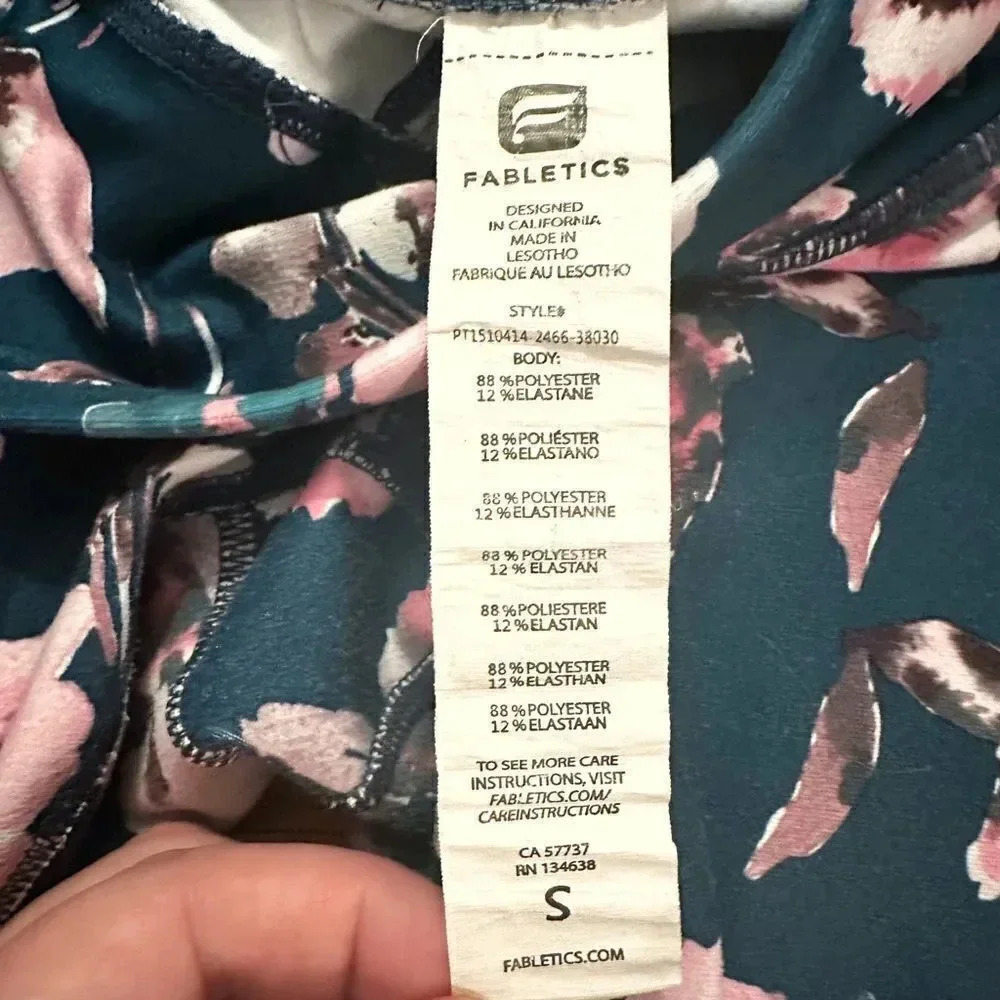 FABLETICS
DESIGNED
IN CALIFORNIA
MADE IN
LESOTHO
FABRIQUE AU LESOTHO
STYLE#
PT1510414 2466-38030
BODY:
88 %POLYESTER
12 %ELASTANE
88 %POLIÉSTER
12 %ELASTANO
88 % POLYESTER
12 %ELASTHANNE
88 % POLYESTER
12 % ELASTAN
88 %POLIESTERE
12 %ELASTAN
88 % POLYESTER
12 %ELASTHAN
88 % POLYESTER
12 % ELASTAAN
TO SEE MORE CARE
INSTRUCTIONS, VISIT
FABLETICS.COM/
CAREINSTRUCTIONS
CA 57737
RN 134638
S
FABLETICS.COM